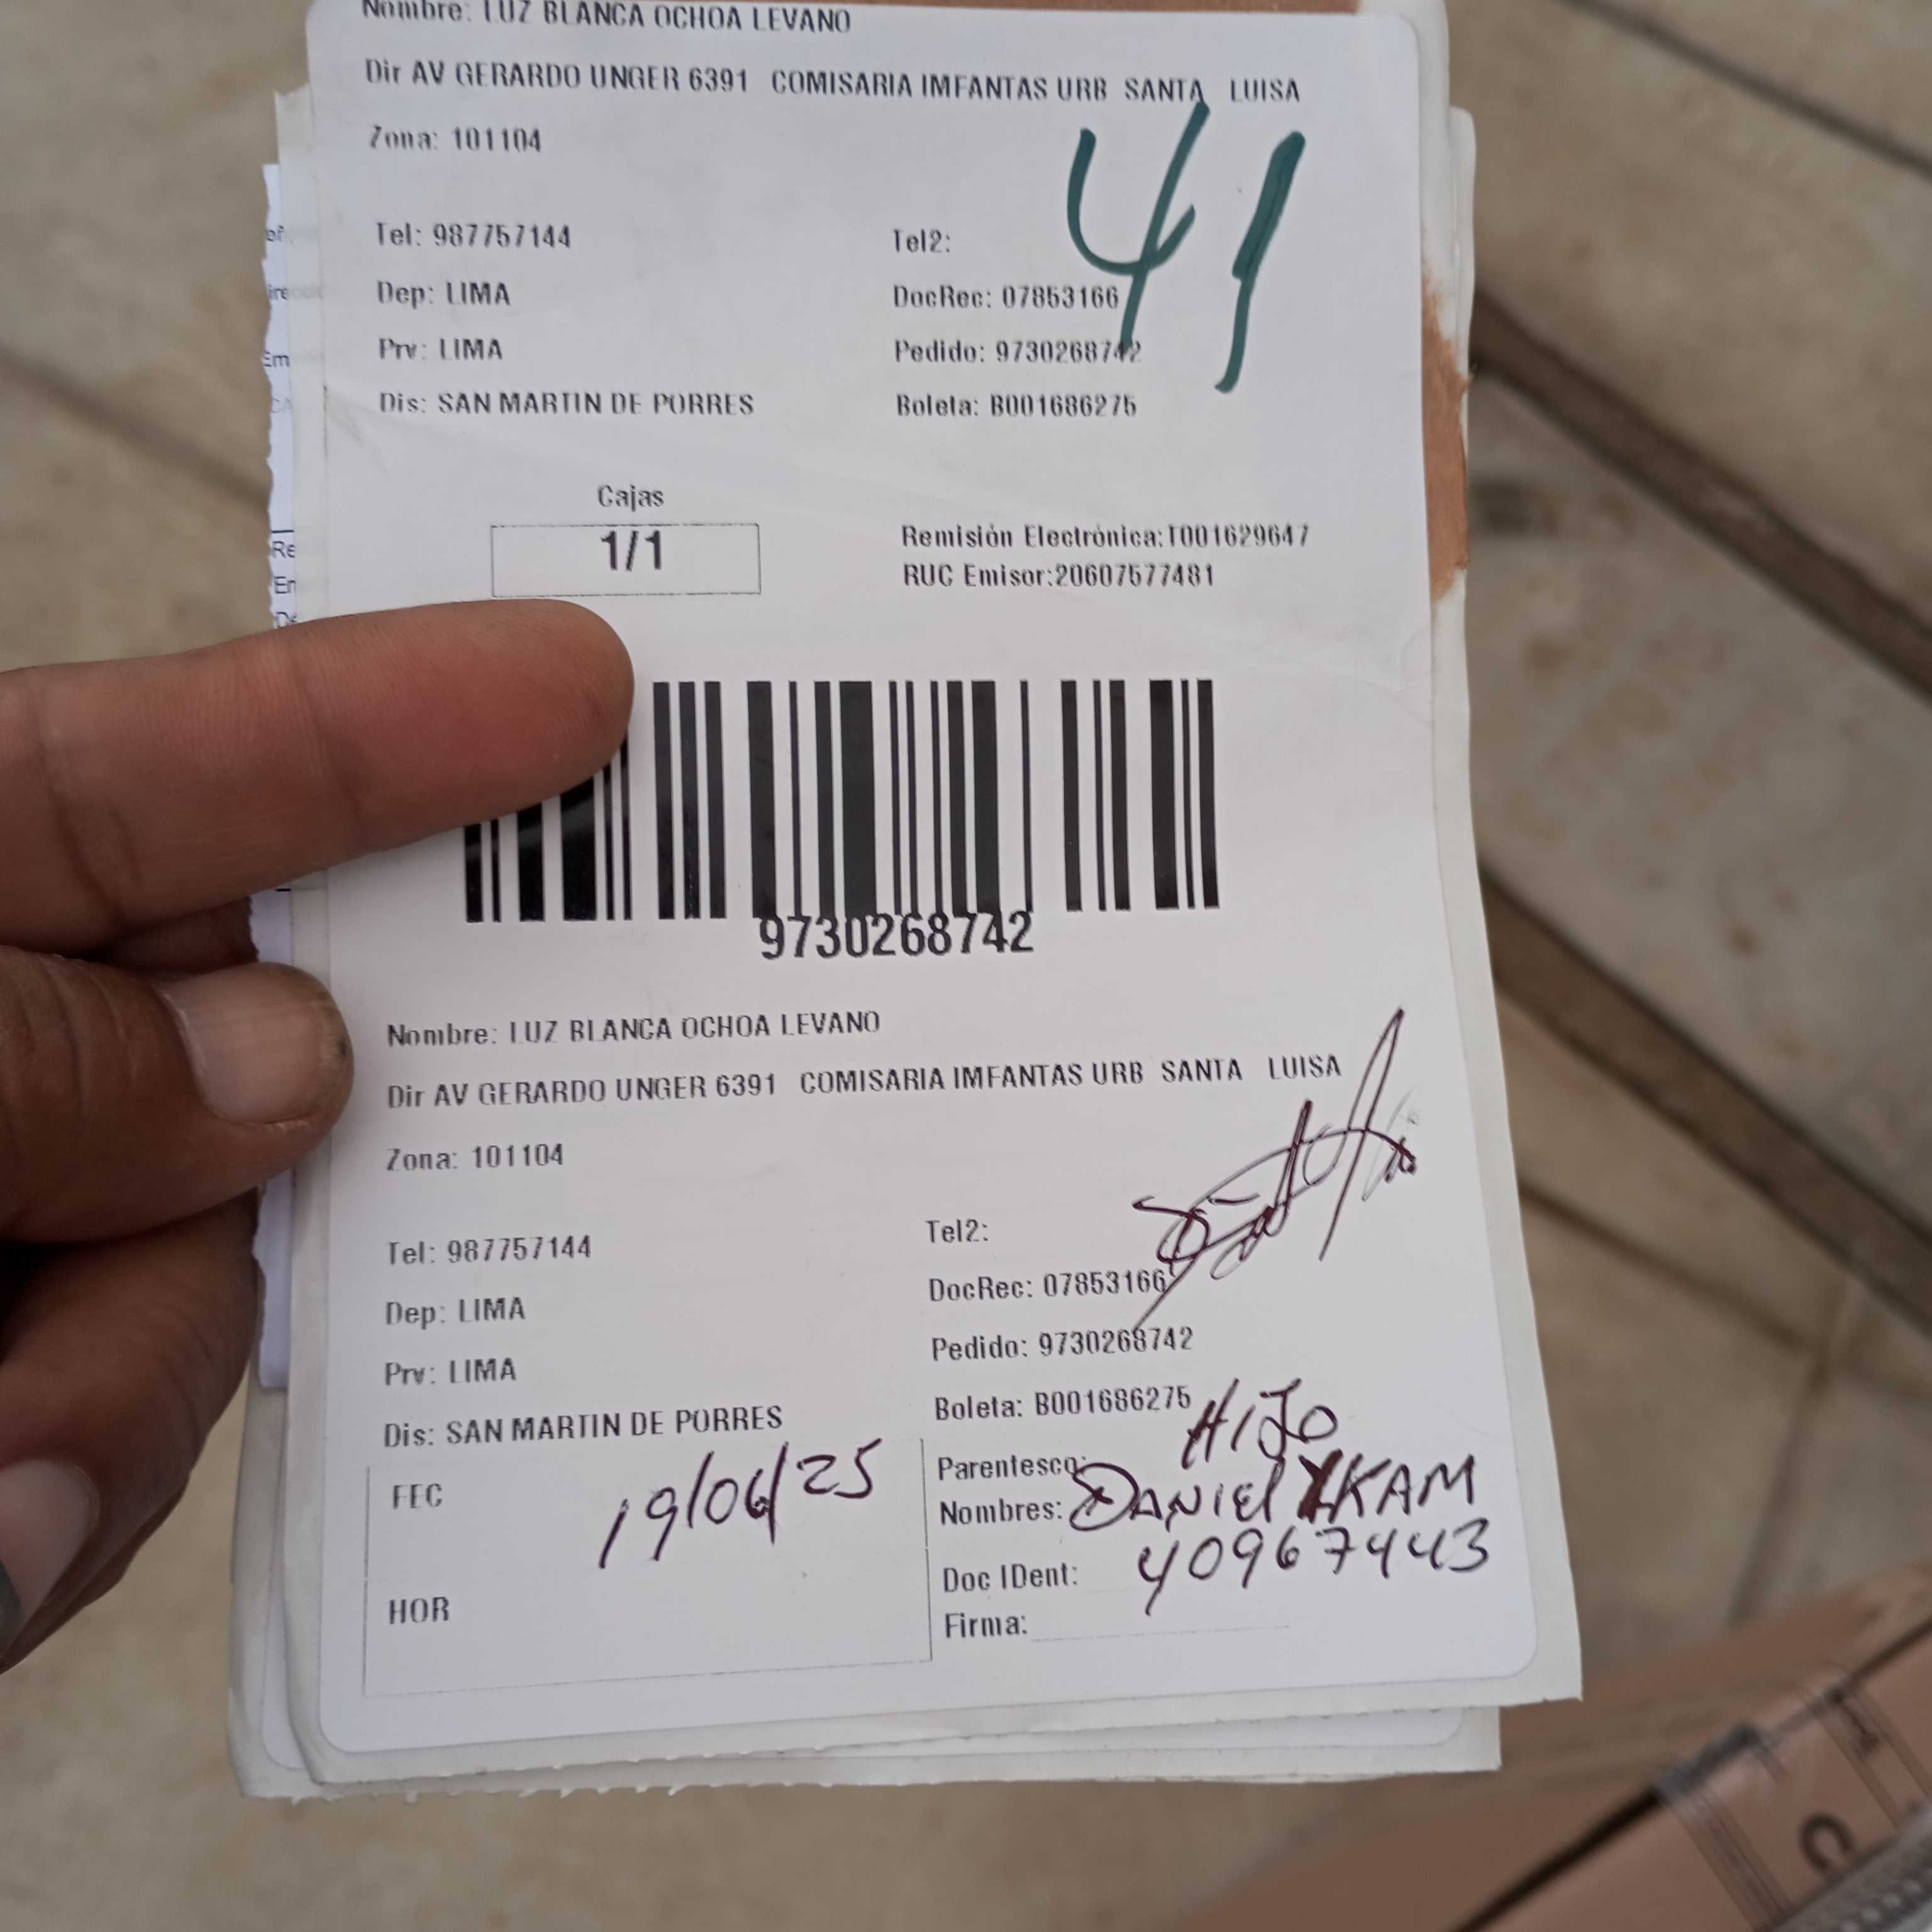 Nombre: LUZ BLANCA OCHOA LEVANO
Dir AV GERARDO UNGER 6391 COMISARIA IMFANTAS URB SANTA LUISA
Zona: 101104
41
Tel: 987757144 Tel2:
Dep: LIMA DocRec: 07853166
Prv: LIMA Pedido: 9730268742
Dis: SAN MARTIN DE PORRES Boleta: B001686275
Cajas
1/1
Remisión Electrónica:T001629647
RUC Emisor:20607577481
9730268742
Nombre: LUZ BLANCA OCHOA LEVANO
Dir AV GERARDO UNGER 6391 COMISARIA IMFANTAS URB SANTA LUISA
Zona: 101104
Tel: 987757144 Tel2:
Dep: LIMA DocRec: 07853166
Prv: LIMA Pedido: 9730268742
Dis: SAN MARTIN DE PORRES Boleta: B001686275
FEC 19/06/25
HOR
Parentesco: HIJO
Nombres: DANIEL YKAM
Doc IDent: 40967443
Firma:
Re
En
Em
C